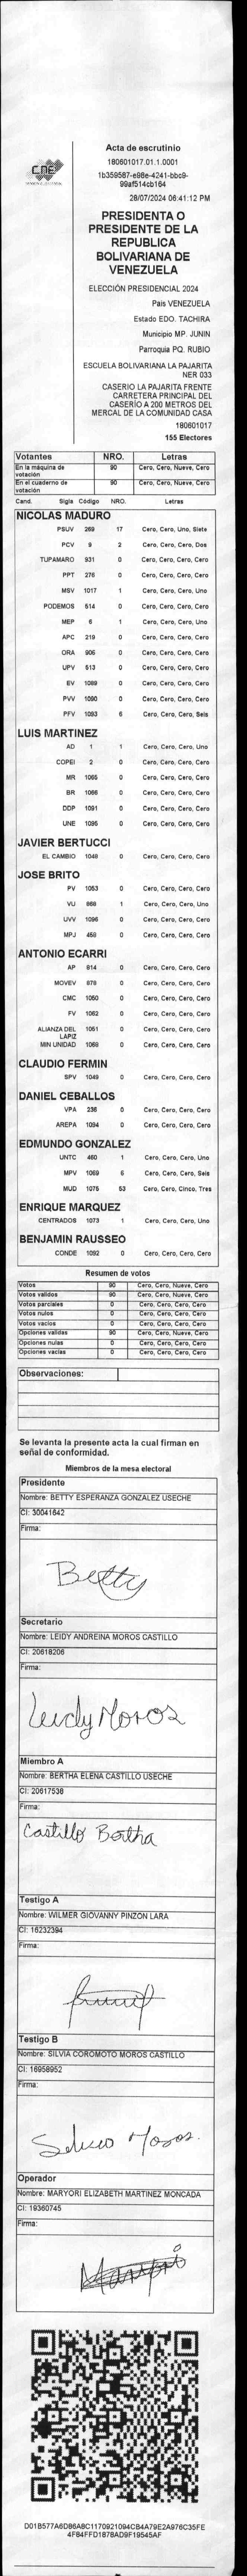 CNE
Acta de escrutinio
180601017.01.1.0001
1b359587-e98e-4241-bbc9-
99af514cb164
28/07/2024 06:41:12 PM
PRESIDENTA O
PRESIDENTE DE LA
REPUBLICA
BOLIVARIANA DE
VENEZUELA
ELECCIÓN PRESIDENCIAL 2024
Pais VENEZUELA
Estado EDO. TACHIRA
Municipio MP. JUNIN
Parroquia PQ. RUBIO
ESCUELA BOLIVARIANA LA PAJARITA
NER 033
CASERIO LA PAJARITA FRENTE
CARRETERA PRINCIPAL DEL
CASERÍO A 200 METROS DEL
MERCAL DE LA COMUNIDAD CASA
180601017
155 Electores
Votantes NRO. Letras
En la máquina de votación 90 Cero, Cero, Nueve, Cero
En el cuaderno de votación 90 Cero, Cero, Nueve, Cero
Cand. Sigla Código NRO. Letras
NICOLAS MADURO
PSUV 269 17 Cero, Cero, Uno, Siete
PCV 9 2 Cero, Cero, Cero, Dos
TUPAMARO 931 0 Cero, Cero, Cero, Cero
PPT 276 0 Cero, Cero, Cero, Cero
MSV 1017 1 Cero, Cero, Cero, Uno
PODEMOS 514 0 Cero, Cero, Cero, Cero
MEP 6 1 Cero, Cero, Cero, Uno
APC 219 0 Cero, Cero, Cero, Cero
ORA 906 0 Cero, Cero, Cero, Cero
UPV 513 0 Cero, Cero, Cero, Cero
EV 1089 0 Cero, Cero, Cero, Cero
PVV 1090 0 Cero, Cero, Cero, Cero
PFV 1093 6 Cero, Cero, Cero, Seis
LUIS MARTINEZ
AD 1 1 Cero, Cero, Cero, Uno
COPEI 2 0 Cero, Cero, Cero, Cero
MR 1065 0 Cero, Cero, Cero, Cero
BR 1066 0 Cero, Cero, Cero, Cero
DDP 1091 0 Cero, Cero, Cero, Cero
UNE 1095 0 Cero, Cero, Cero, Cero
JAVIER BERTUCCI
EL CAMBIO 1048 0 Cero, Cero, Cero, Cero
JOSE BRITO
PV 1053 0 Cero, Cero, Cero, Cero
VU 868 1 Cero, Cero, Cero, Uno
UVV 1096 0 Cero, Cero, Cero, Cero
MPJ 459 0 Cero, Cero, Cero, Cero
ANTONIO ECARRI
AP 814 0 Cero, Cero, Cero, Cero
MOVEV 878 0 Cero, Cero, Cero, Cero
CMC 1050 0 Cero, Cero, Cero, Cero
FV 1062 0 Cero, Cero, Cero, Cero
ALIANZA DEL LAPIZ 1051 0 Cero, Cero, Cero, Cero
MIN UNIDAD 1069 0 Cero, Cero, Cero, Cero
CLAUDIO FERMIN
SPV 1049 0 Cero, Cero, Cero, Cero
DANIEL CEBALLOS
VPA 236 0 Cero, Cero, Cero, Cero
AREPA 1094 0 Cero, Cero, Cero, Cero
EDMUNDO GONZALEZ
UNTC 460 1 Cero, Cero, Cero, Uno
MPV 1069 6 Cero, Cero, Cero, Seis
MUD 1075 53 Cero, Cero, Cinco, Tres
ENRIQUE MARQUEZ
CENTRADOS 1073 1 Cero, Cero, Cero, Uno
BENJAMIN RAUSSEO
CONDE 1092 0 Cero, Cero, Cero, Cero
Resumen de votos
Votos 90 Cero, Cero, Nueve, Cero
Votos validos 90 Cero, Cero, Nueve, Cero
Votos parciales 0 Cero, Cero, Cero, Cero
Votos nulos 0 Cero, Cero, Cero, Cero
Votos vacios 0 Cero, Cero, Cero, Cero
Opciones validas 90 Cero, Cero, Nueve, Cero
Opciones nulas 0 Cero, Cero, Cero, Cero
Opciones vacias 0 Cero, Cero, Cero, Cero
Observaciones:
Se levanta la presente acta la cual firman en
señal de conformidad.
Miembros de la mesa electoral
Presidente
Nombre: BETTY ESPERANZA GONZALEZ USECHE
CI: 30041642
Firma:
Betty
Secretario
Nombre: LEIDY ANDREINA MOROS CASTILLO
CI: 20618206
Firma:
Leidy Moros
Miembro A
Nombre: BERTHA ELENA CASTILLO USECHE
CI: 20617538
Firma:
Castillo Bertha
Testigo A
Nombre: WILMER GIOVANNY PINZON LARA
CI: 16232394
Firma:
Testigo B
Nombre: SILVIA COROMOTO MOROS CASTILLO
CI: 16958952
Firma:
Moros
Operador
Nombre: MARYORI ELIZABETH MARTINEZ MONCADA
CI: 19360745
Firma:
D01B577A6D86A8C1170921094CB4A79E2A976C35FE
4F84FFD1878AD9F19545AF